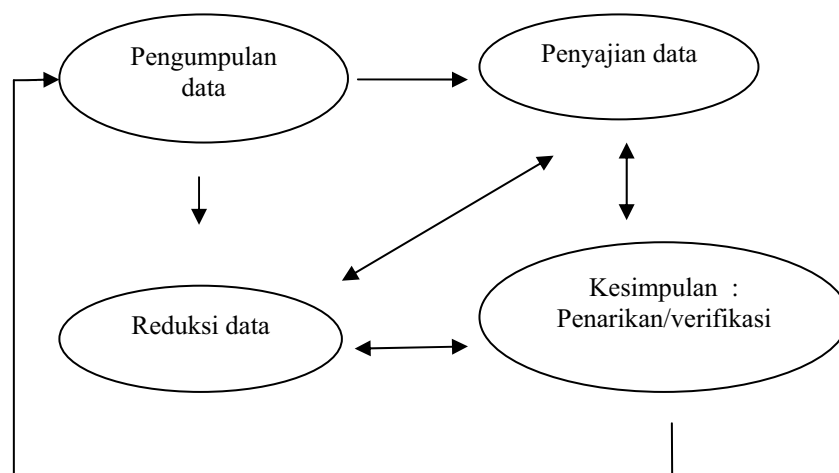 Pengumpulan
data
Penyajian data
Reduksi data
Kesimpulan :
Penarikan/verifikasi